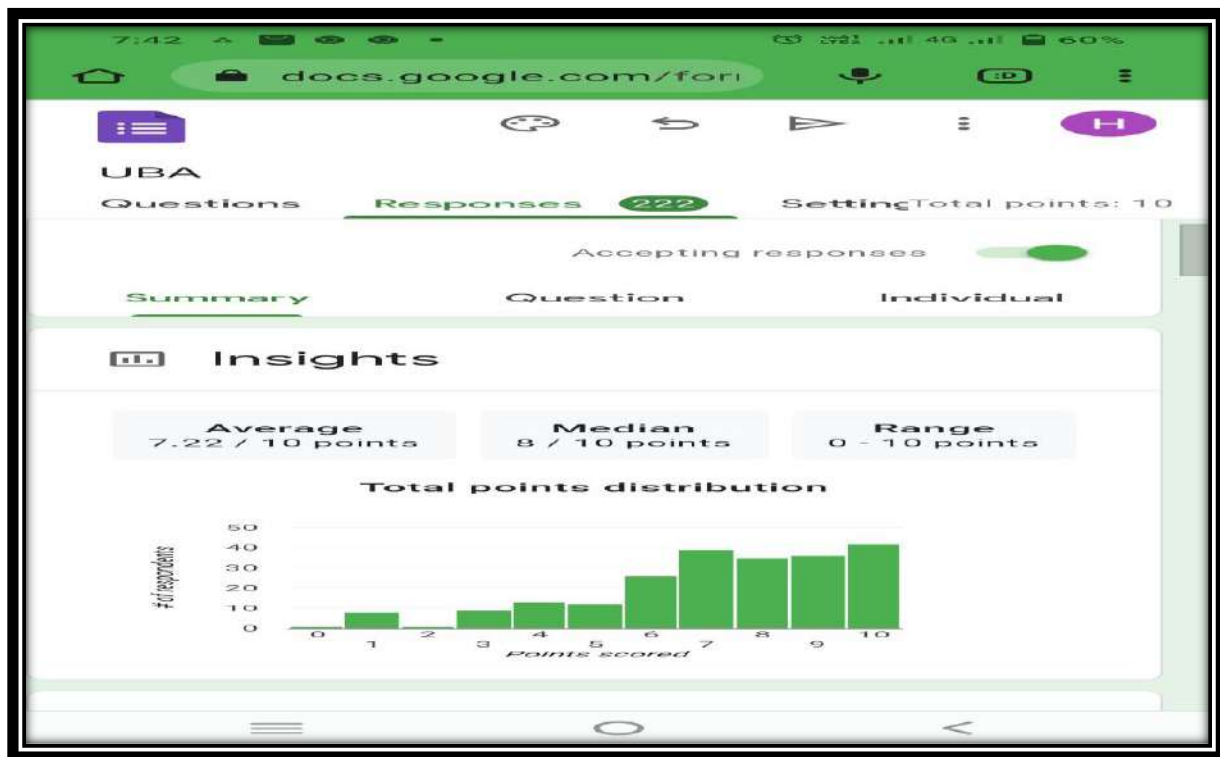 7:42 4G 60%
docs.google.com/for :D
H
UBA
Questions Responses 222 Setting Total points: 10
Accepting responses
Summary Question Individual
Insights
Average Median Range
7.22 / 10 points 8 / 10 points 0 - 10 points
Total points distribution
50
40
30
20
10
0
# of respondents
0 1 2 3 4 5 6 7 8 9 10
Points scored